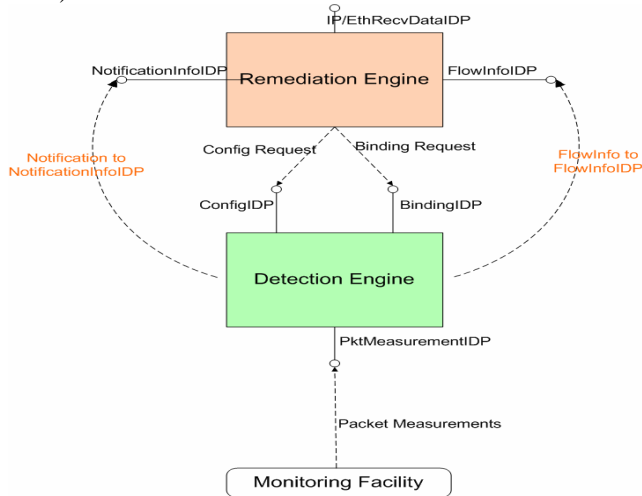 IP/EthRecvDataIDP
NotificationInfoIDP
Remediation Engine
FlowInfoIDP
Config Request
Binding Request
Notification to
NotificationInfoIDP
FlowInfo to
FlowInfoIDP
ConfigIDP
BindingIDP
Detection Engine
PktMeasurementIDP
Packet Measurements
Monitoring Facility